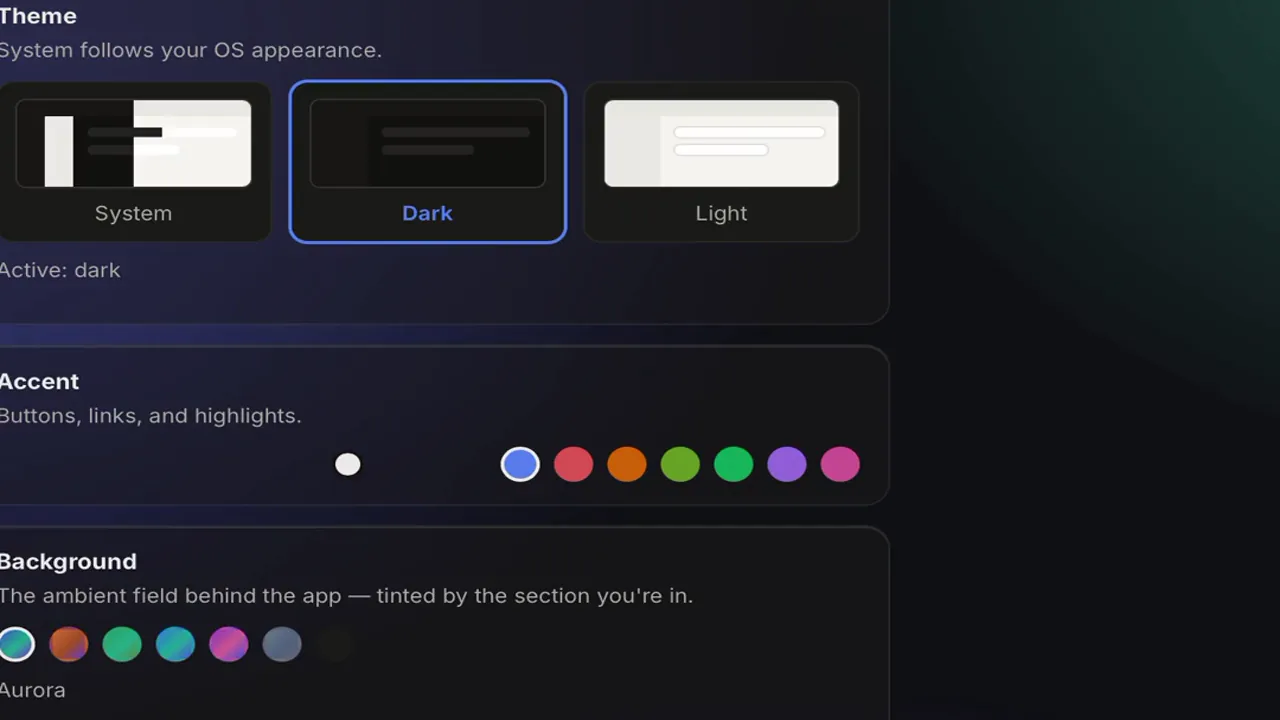 Theme
System follows your OS appearance.
System
Dark
Light
Active: dark
Accent
Buttons, links, and highlights.
Background
The ambient field behind the app — tinted by the section you're in.
Aurora